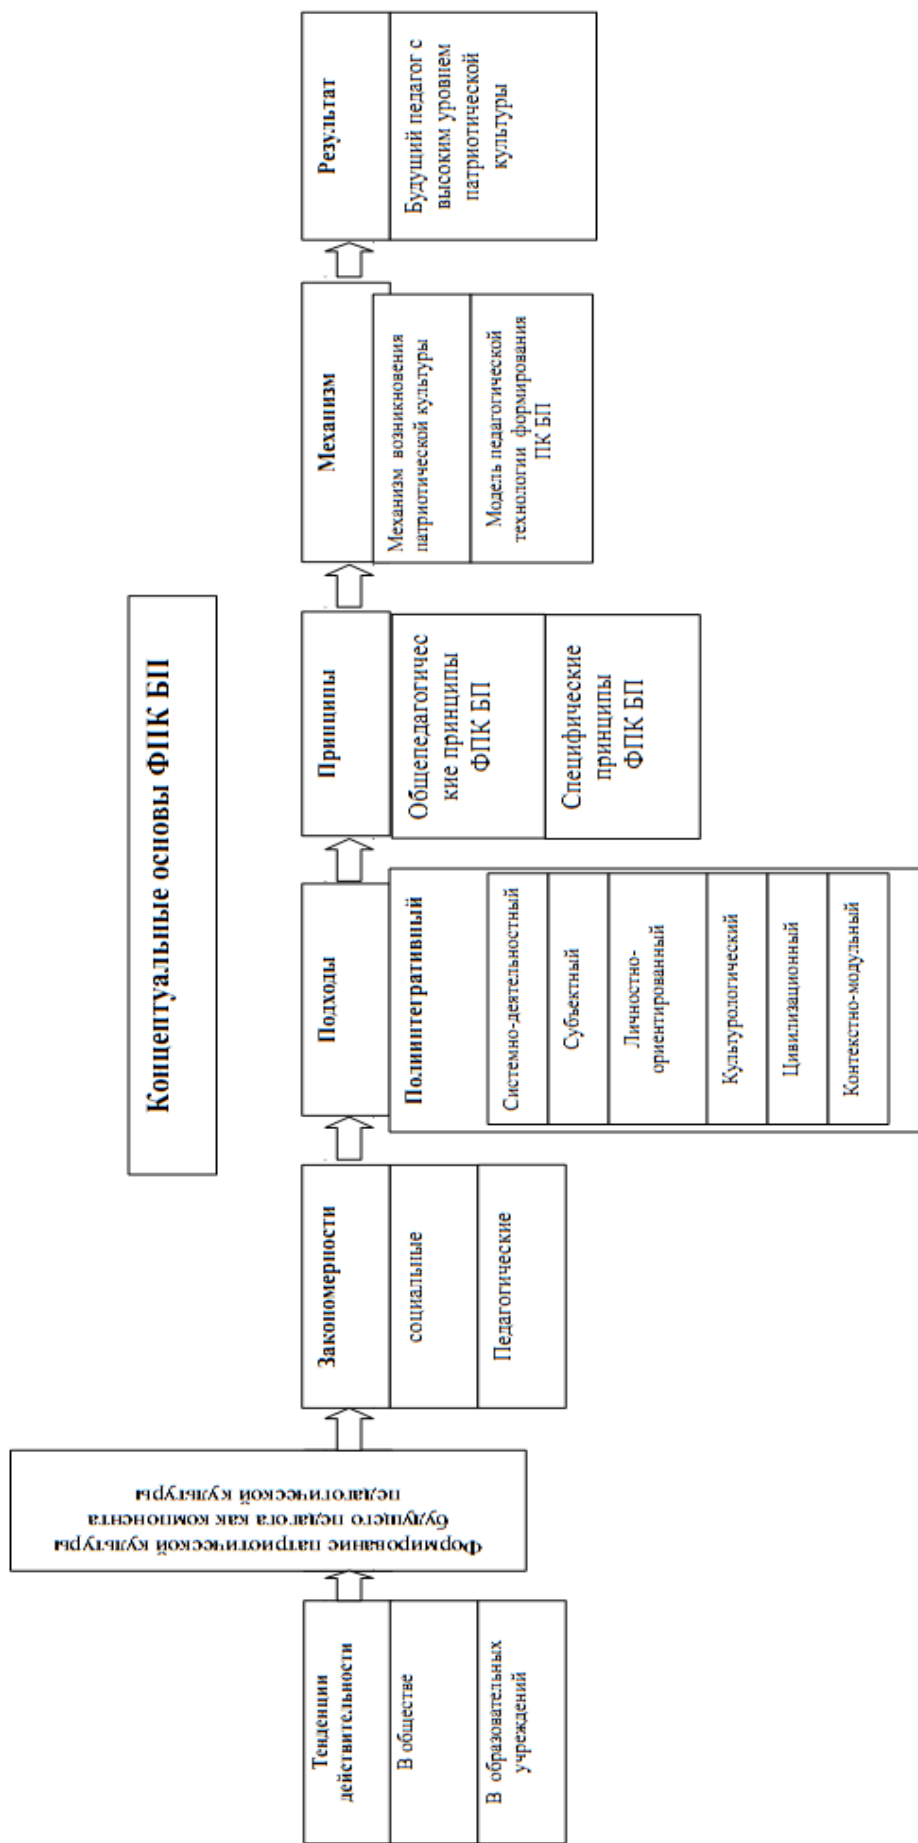 Концептуальные основы ФПК БП
Тенденции
действительности
В обществе
В образовательных
учреждений
Формирование патриотической культуры
будущего педагога как компонента
педагогической культуры
Закономерности
социальные
Педагогические
Подходы
Полиинтегративный
Системно-деятельностный
Субъектный
Личностно-
ориентированный
Культурологический
Цивилизационный
Контекстно-модульный
Принципы
Общепедагогичес
кие принципы
ФПК БП
Специфические
принципы
ФПК БП
Механизм
Механизм возникновения
патриотической культуры
Модель педагогической
технологии формирования
ПК БП
Результат
Будущий педагог с
высоким уровнем
патриотической
культуры